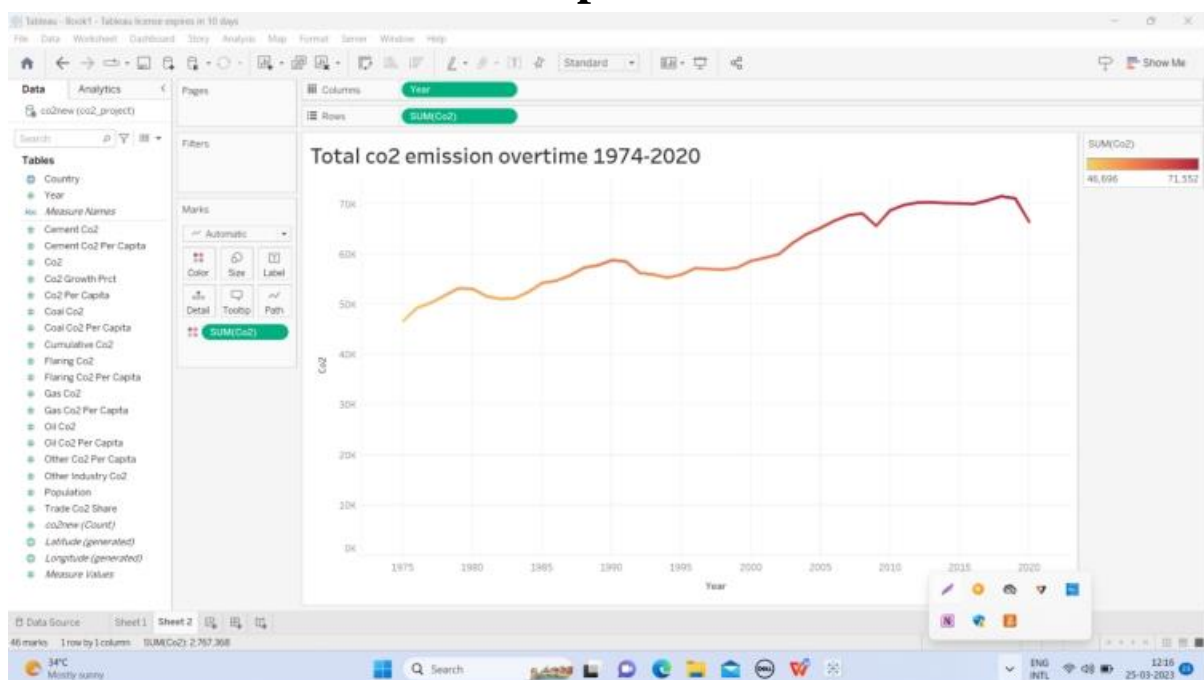 Tableau - Book1 - Tableau license expires in 10 days
File Data Worksheet Dashboard Story Analysis Map Format Server Window Help
Standard
Show Me
Data Analytics
Pages
Columns Year
co2new (co2_project)
Rows SUM(Co2)
Search
Filters
SUM(Co2)
46,696 71,552
Tables
Country
Year
Abc Measure Names
Cement Co2
Cement Co2 Per Capita
Co2
Co2 Growth Prct
Co2 Per Capita
Coal Co2
Coal Co2 Per Capita
Cumulative Co2
Flaring Co2
Flaring Co2 Per Capita
Gas Co2
Gas Co2 Per Capita
Oil Co2
Oil Co2 Per Capita
Other Co2 Per Capita
Other Industry Co2
Population
Trade Co2 Share
co2new (Count)
Latitude (generated)
Longitude (generated)
Measure Values
Marks
Automatic
Color Size Label
Detail Tooltip Path
SUM(Co2)
Total co2 emission overtime 1974-2020
70K
60K
50K
40K
30K
20K
10K
0K
Co2
1975 1980 1985 1990 1995 2000 2005 2010 2015 2020
Year
Data Source Sheet 1 Sheet 2
46 marks 1 row by 1 column SUM(Co2): 2,767,368
34°C
Mostly sunny
Search
DELL
ENG
INTL
12:16
25-03-2023